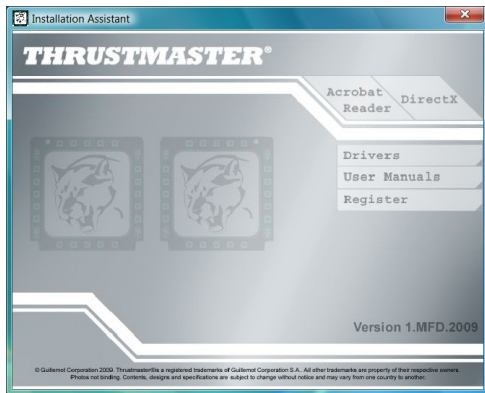 Installation Assistant
THRUSTMASTER®
Acrobat
Reader
DirectX
Drivers
User Manuals
Register
Version 1.MFD.2009
© Guillemot Corporation 2009. Thrustmaster®is a registered trademarks of Guillemot Corporation S.A.. All other trademarks are property of their respective owners.
Photos not binding. Contents, designs and specifications are subject to change without notice and may vary from one country to another.